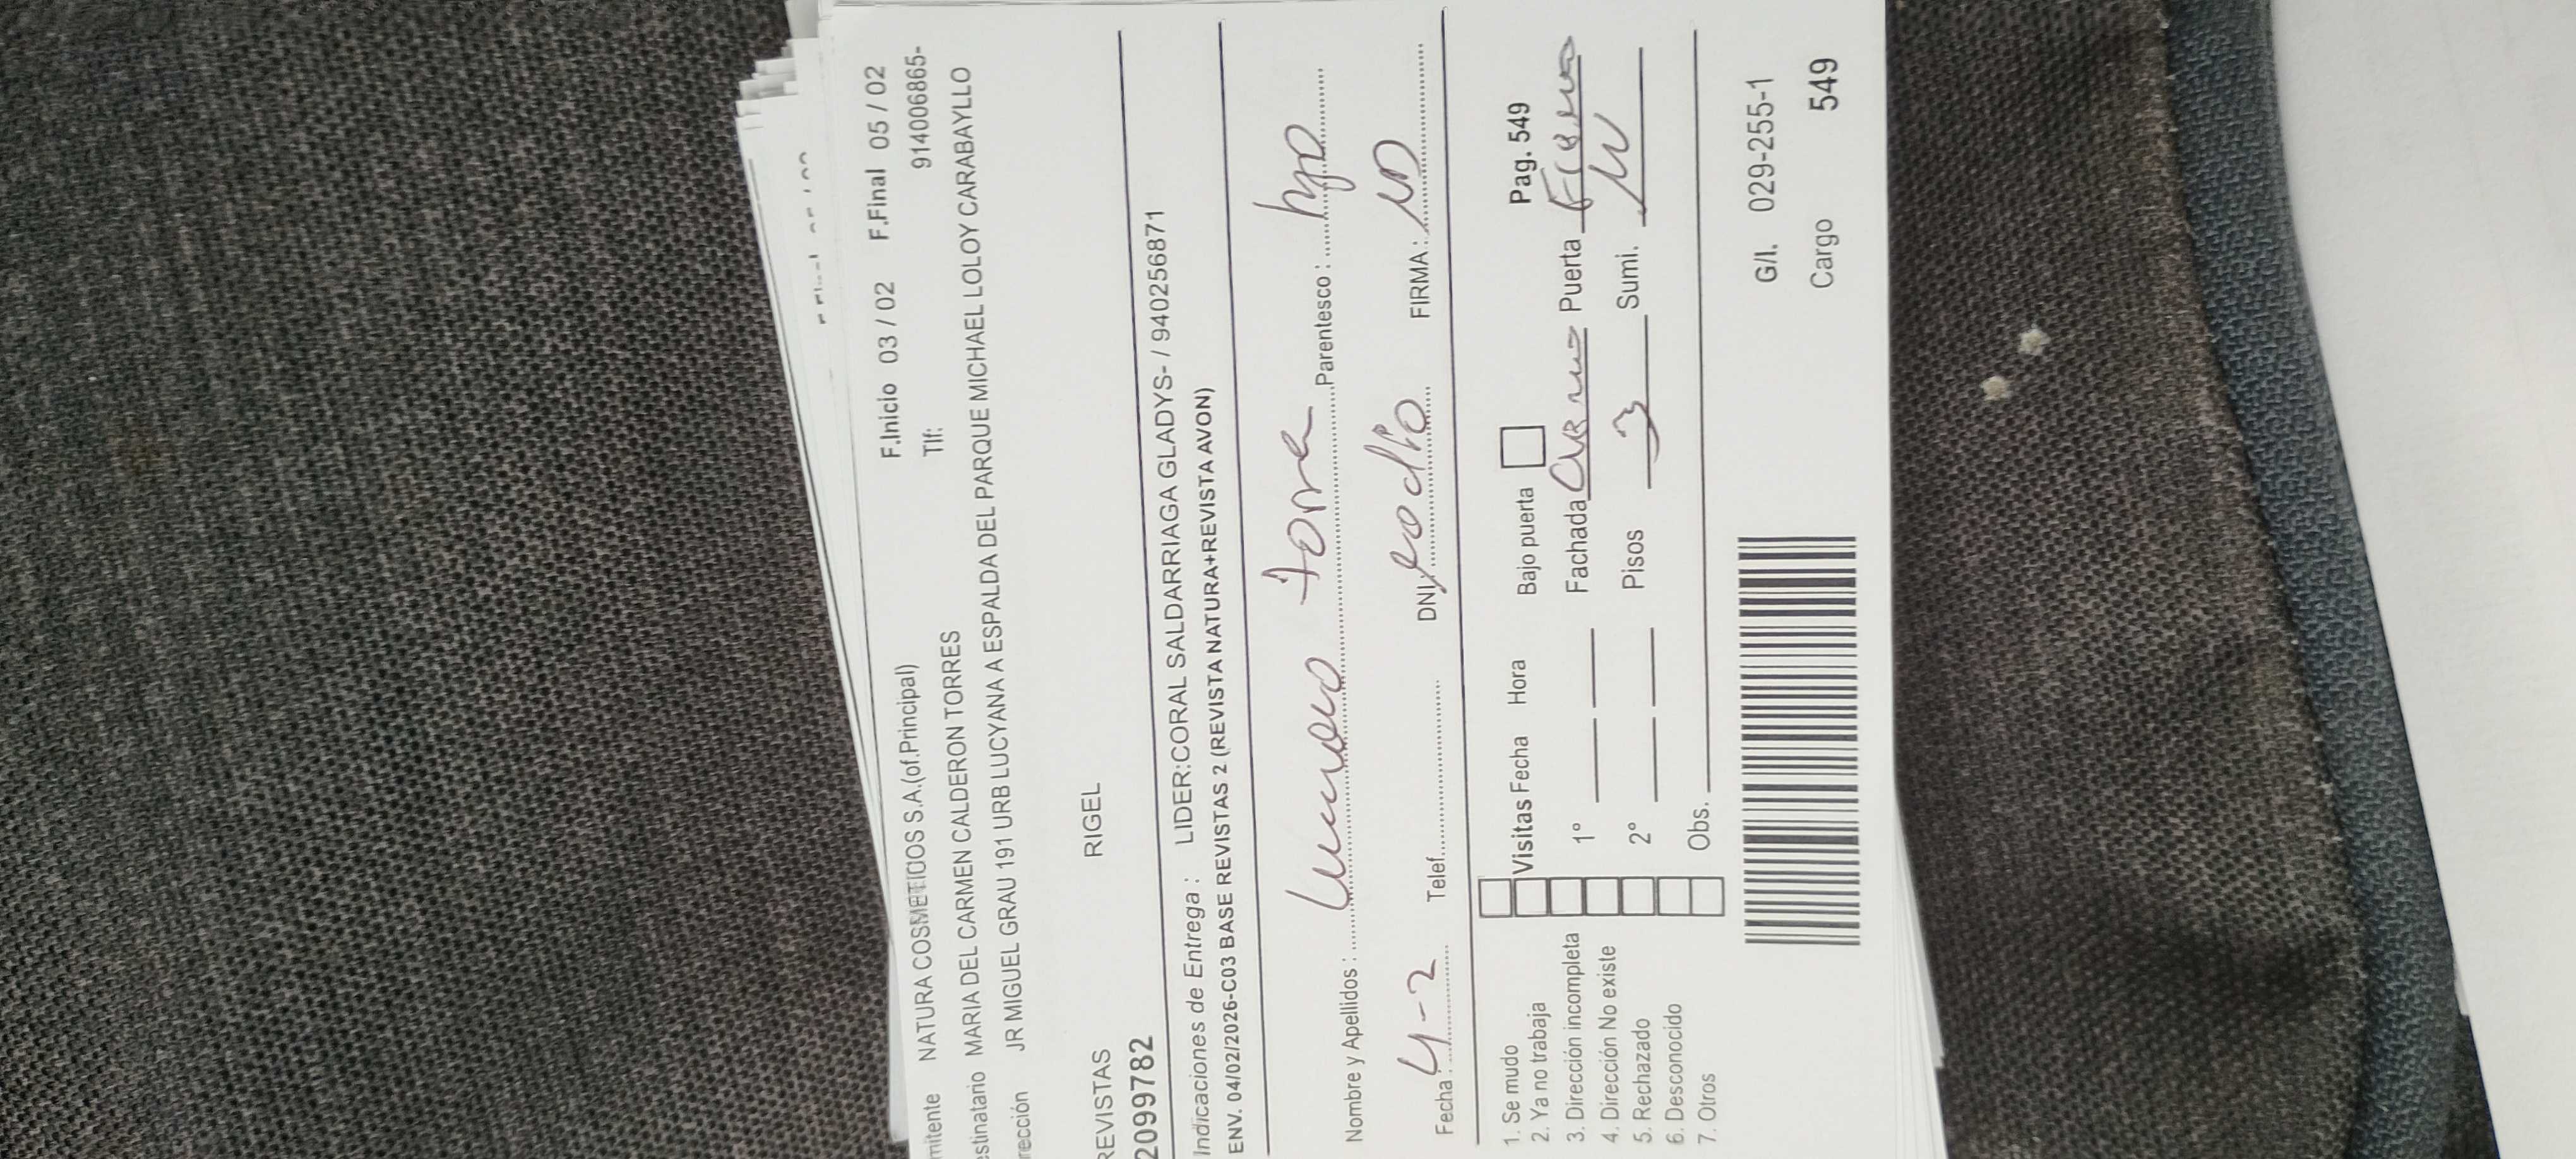 mitente NATURA COSMETICOS S.A.(of.Principal) F.Inicio 03 / 02 F.Final 05 / 02
Tlf: 914006865-
estinatario MARIA DEL CARMEN CALDERON TORRES
rección JR MIGUEL GRAU 191 URB LUCYANA A ESPALDA DEL PARQUE MICHAEL LOLOY CARABAYLLO
REVISTAS RIGEL
2099782
Indicaciones de Entrega : LIDER:CORAL SALDARRIAGA GLADYS- / 940256871
ENV. 04/02/2026-C03 BASE REVISTAS 2 (REVISTA NATURA+REVISTA AVON)
Nombre y Apellidos : Parentesco :
Fecha : 4-2 Telef. DNI FIRMA :
1. Se mudo
2. Ya no trabaja
3. Dirección incompleta
4. Dirección No existe
5. Rechazado
6. Desconocido
7. Otros
Visitas Fecha Hora Bajo puerta Pag. 549
1° Fachada Puerta
2° Pisos 3 Sumi.
Obs.
G/I. 029-255-1
Cargo 549